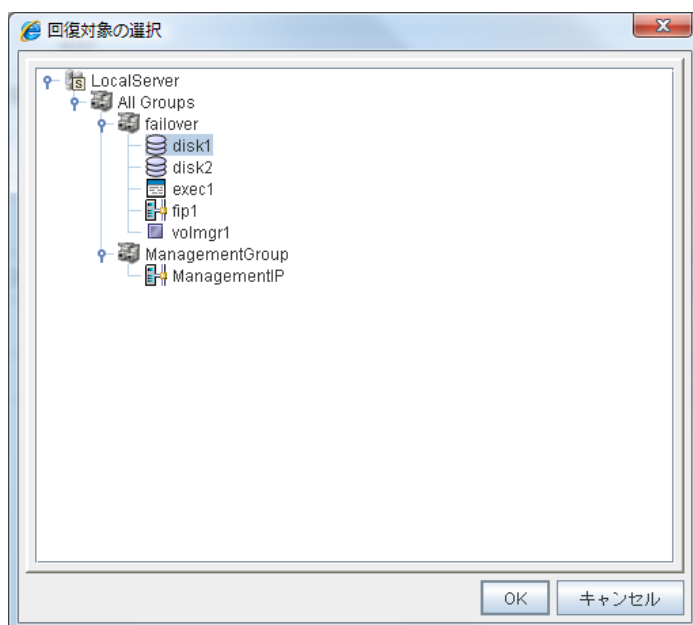 回復対象の選択
LocalServer
All Groups
failover
disk1
disk2
exec1
fip1
volmgr1
ManagementGroup
ManagementIP
OK キャンセル